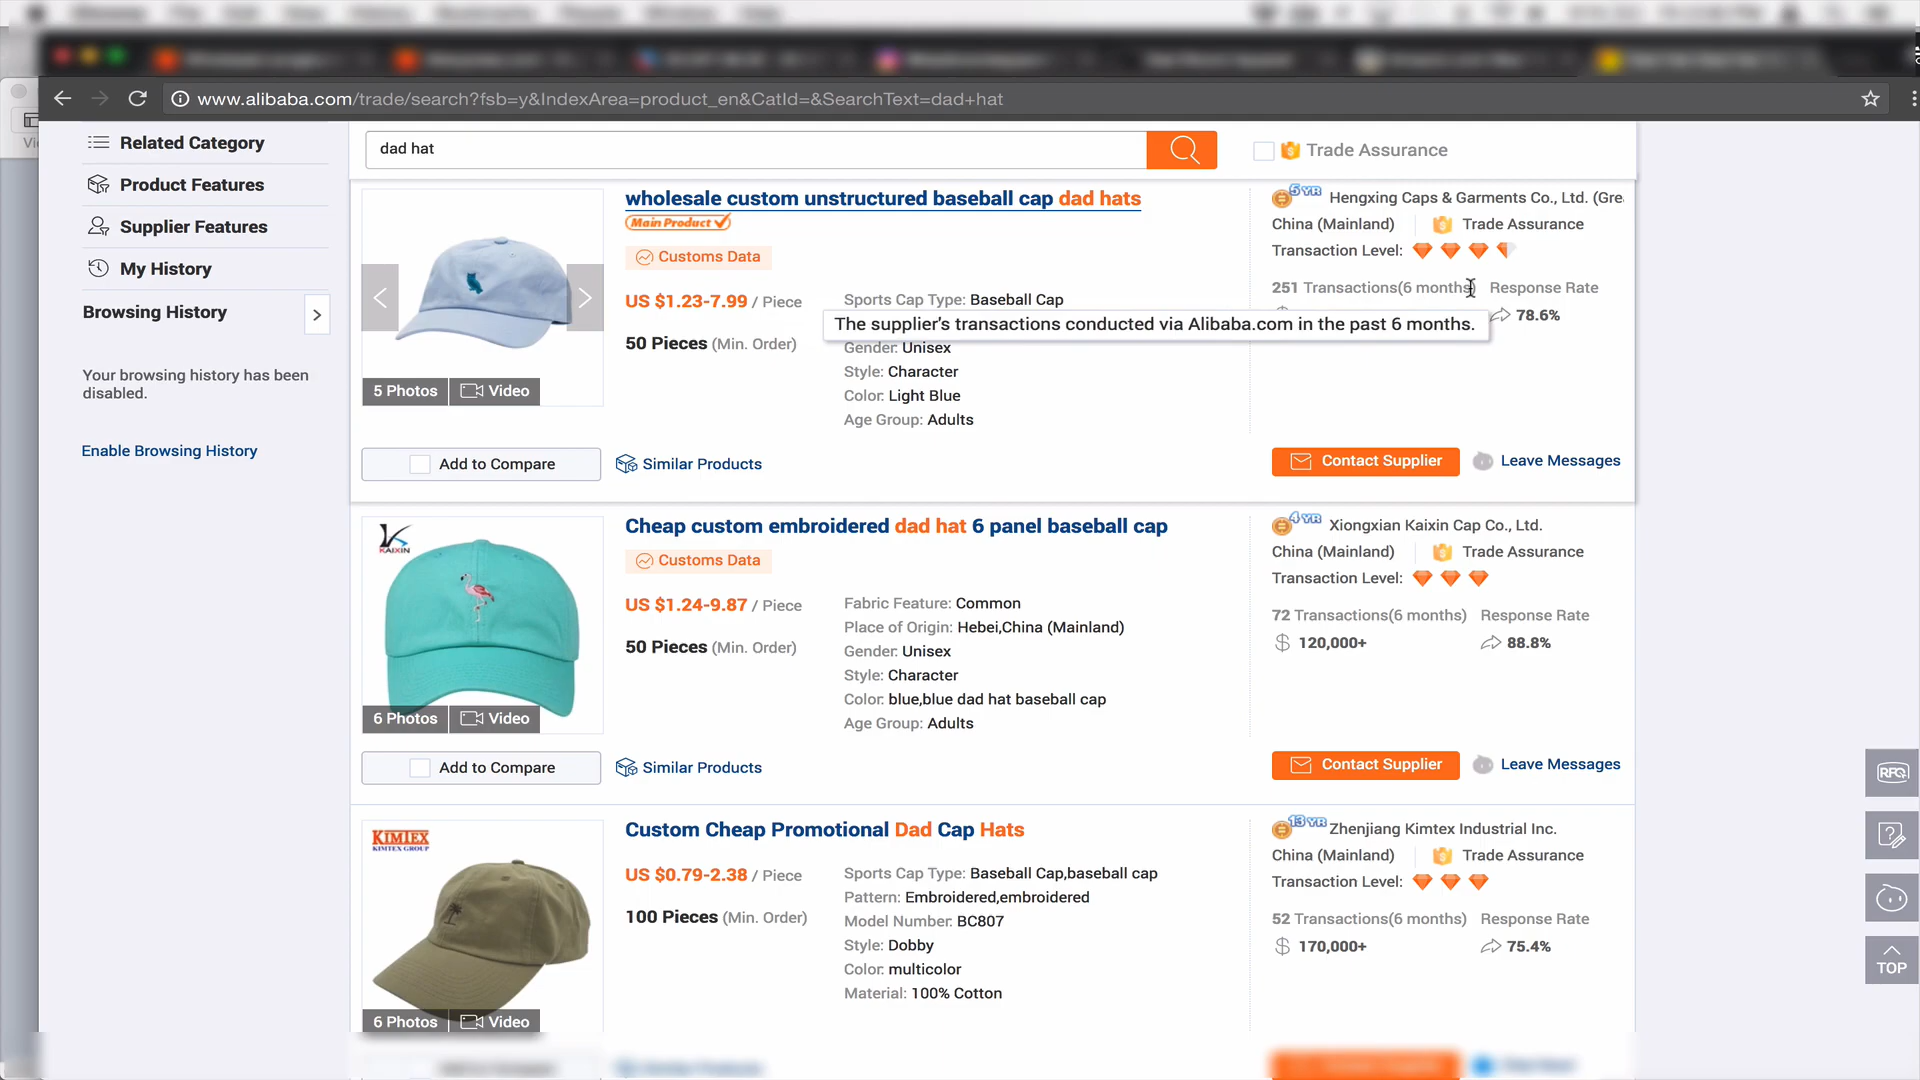 www.alibaba.com/trade/search?fsb=y&IndexArea=product_en&CatId=&SearchText=dad+hat
Related Category
Product Features
Supplier Features
My History
Browsing History
Your browsing history has been
disabled.
Enable Browsing History
dad hat
Trade Assurance
wholesale custom unstructured baseball cap dad hats
Main Product
Customs Data
US $1.23-7.99 / Piece
50 Pieces (Min. Order)
Sports Cap Type: Baseball Cap
The supplier's transactions conducted via Alibaba.com in the past 6 months.
Gender: Unisex
Style: Character
Color: Light Blue
Age Group: Adults
5 YR Hengxing Caps & Garments Co., Ltd. (Gre
China (Mainland) Trade Assurance
Transaction Level:
251 Transactions(6 months) Response Rate
78.6%
5 Photos Video
Add to Compare
Similar Products
Contact Supplier
Leave Messages
KAIXIN
Cheap custom embroidered dad hat 6 panel baseball cap
Customs Data
US $1.24-9.87 / Piece
50 Pieces (Min. Order)
Fabric Feature: Common
Place of Origin: Hebei,China (Mainland)
Gender: Unisex
Style: Character
Color: blue,blue dad hat baseball cap
Age Group: Adults
4 YR Xiongxian Kaixin Cap Co., Ltd.
China (Mainland) Trade Assurance
Transaction Level:
72 Transactions(6 months) Response Rate
$ 120,000+ 88.8%
6 Photos Video
Add to Compare
Similar Products
Contact Supplier
Leave Messages
KIMTEX
KIMTEX GROUP
Custom Cheap Promotional Dad Cap Hats
US $0.79-2.38 / Piece
100 Pieces (Min. Order)
Sports Cap Type: Baseball Cap,baseball cap
Pattern: Embroidered,embroidered
Model Number: BC807
Style: Dobby
Color: multicolor
Material: 100% Cotton
13 YR Zhenjiang Kimtex Industrial Inc.
China (Mainland) Trade Assurance
Transaction Level:
52 Transactions(6 months) Response Rate
$ 170,000+ 75.4%
6 Photos Video
RFQ
TOP